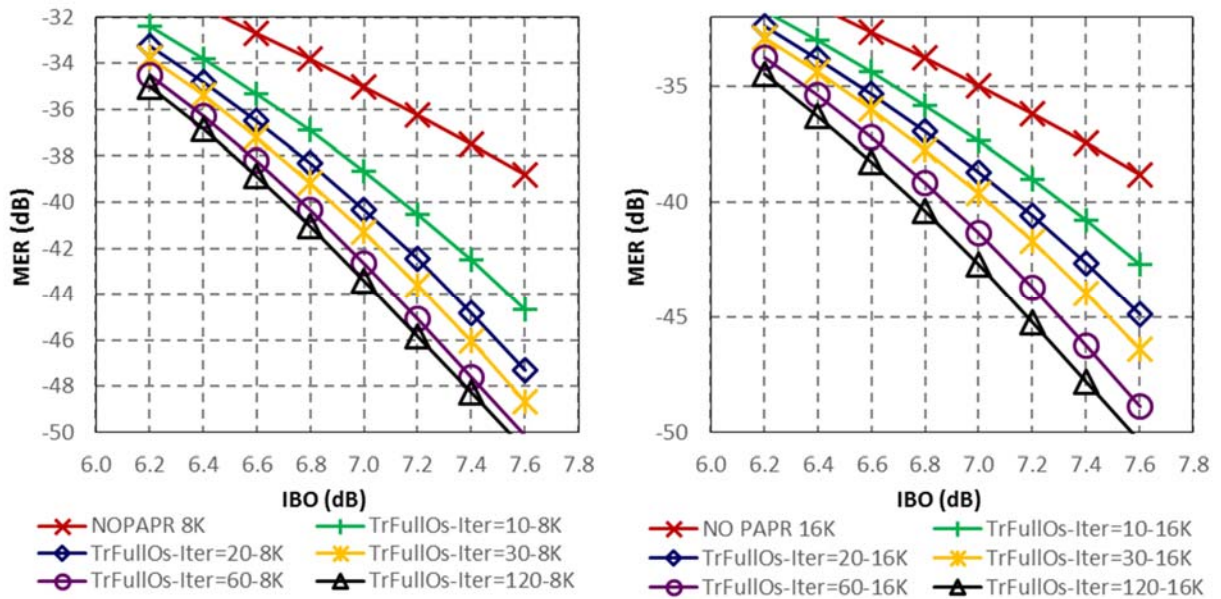 -32
-34
-36
-38
-40
-42
-44
-46
-48
-50
MER (dB)
6.0 6.2 6.4 6.6 6.8 7.0 7.2 7.4 7.6 7.8
IBO (dB)
NOPAPR 8K
TrFullOs-Iter=10-8K
TrFullOs-Iter=20-8K
TrFullOs-Iter=30-8K
TrFullOs-Iter=60-8K
TrFullOs-Iter=120-8K
-32
-35
-40
-45
-50
MER (dB)
6.0 6.2 6.4 6.6 6.8 7.0 7.2 7.4 7.6 7.8
IBO (dB)
NO PAPR 16K
TrFullOs-Iter=10-16K
TrFullOs-Iter=20-16K
TrFullOs-Iter=30-16K
TrFullOs-Iter=60-16K
TrFullOs-Iter=120-16K